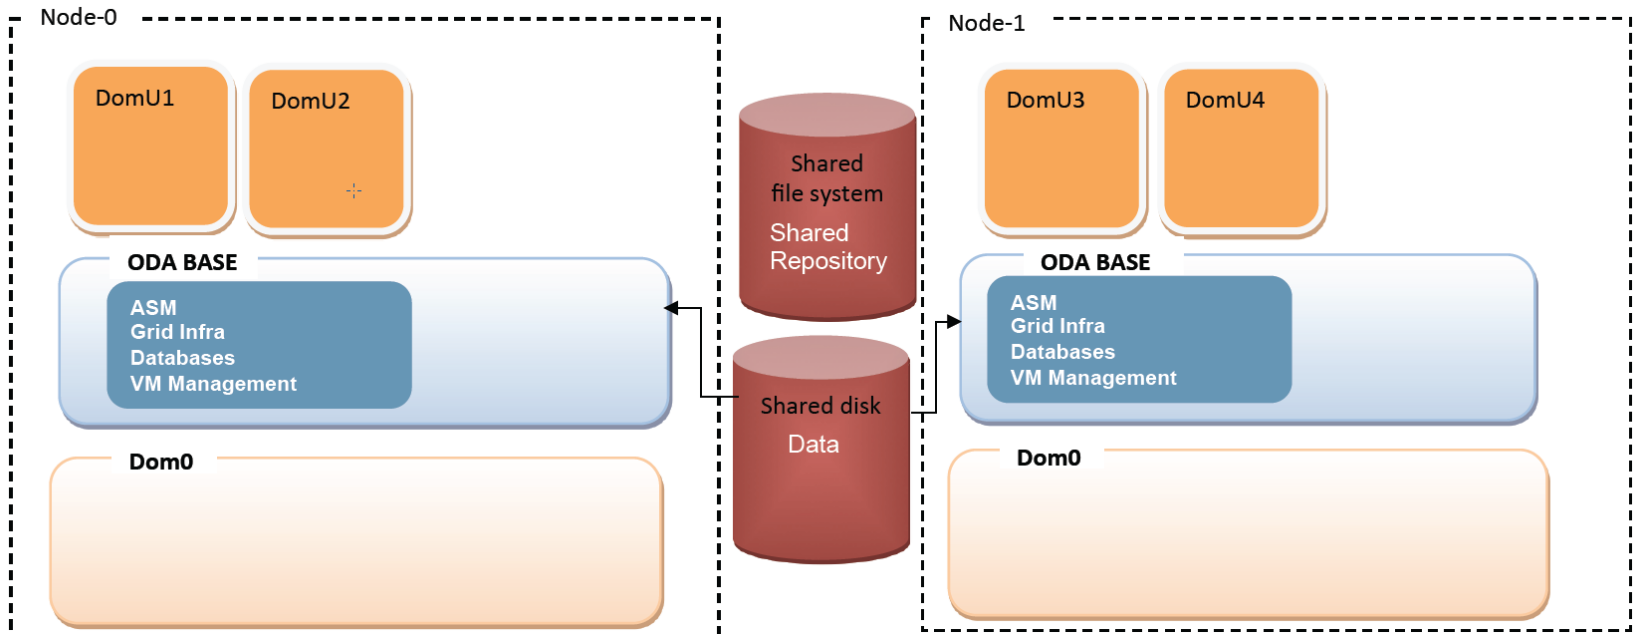 Node-0
DomU1
DomU2
ODA BASE
ASM
Grid Infra
Databases
VM Management
Dom0
Shared
file system
Shared
Repository
Shared disk
Data
Node-1
DomU3
DomU4
ODA BASE
ASM
Grid Infra
Databases
VM Management
Dom0